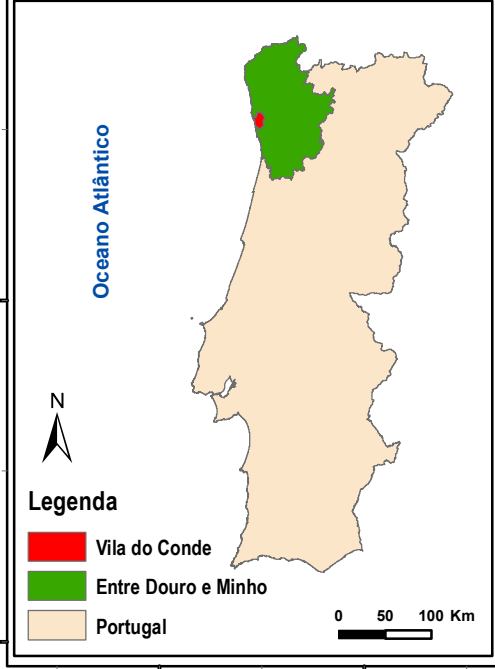 Oceano Atlântico
N
Legenda
Vila do Conde
Entre Douro e Minho
Portugal
0 50 100 Km